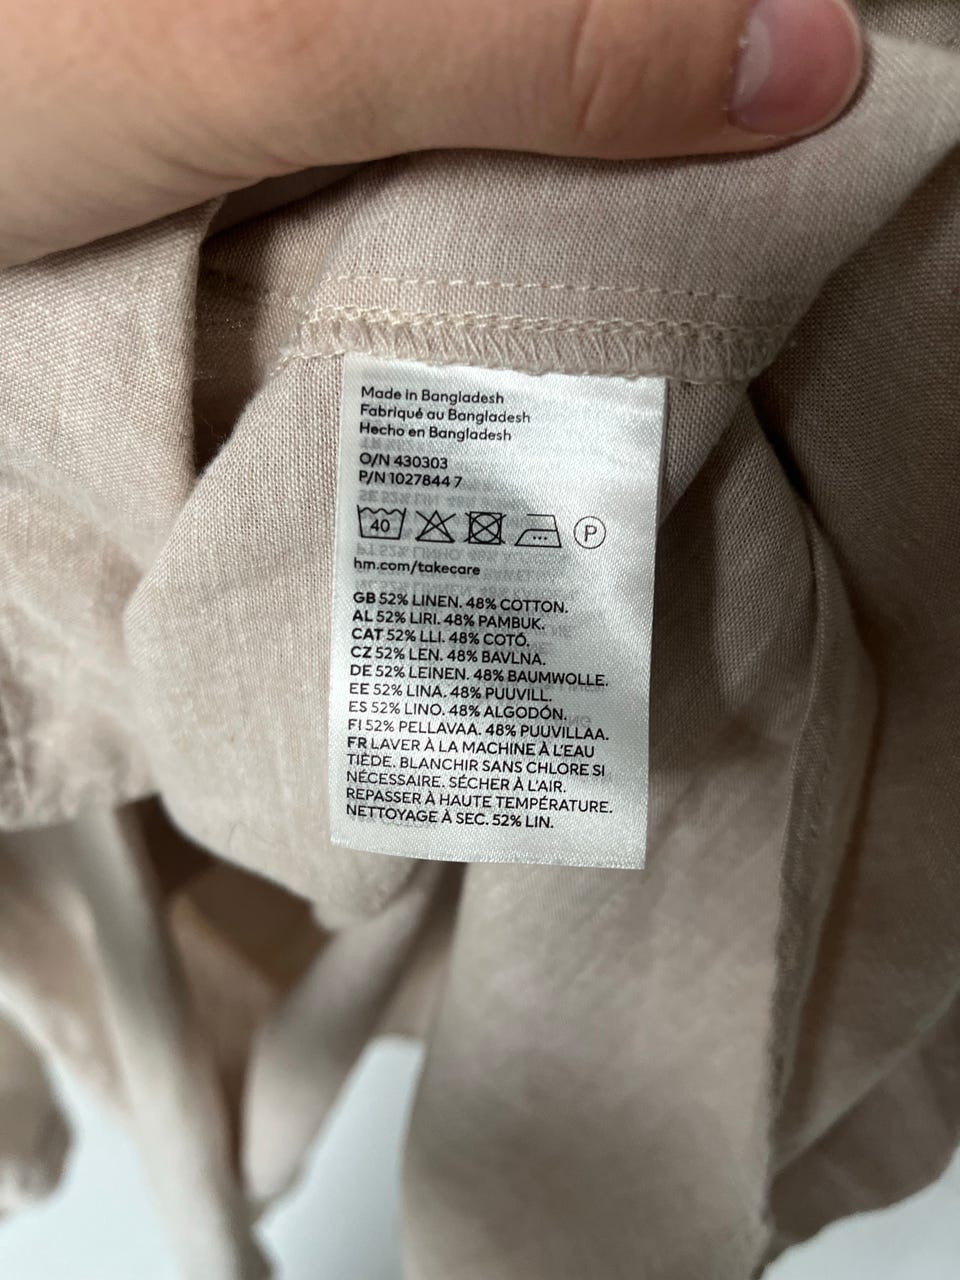 Made in Bangladesh
Fabriqué au Bangladesh
Hecho en Bangladesh
O/N 430303
P/N 1027844 7
40 P
hm.com/takecare
GB 52% LINEN. 48% COTTON.
AL 52% LIRI. 48% PAMBUK.
CAT 52% LLI. 48% COTÓ.
CZ 52% LEN. 48% BAVLNA.
DE 52% LEINEN. 48% BAUMWOLLE.
EE 52% LINA. 48% PUUVILL.
ES 52% LINO. 48% ALGODÓN.
FI 52% PELLAVAA. 48% PUUVILLAA.
FR LAVER À LA MACHINE À L'EAU
TIÈDE. BLANCHIR SANS CHLORE SI
NÉCESSAIRE. SÉCHER À L'AIR.
REPASSER À HAUTE TEMPÉRATURE.
NETTOYAGE À SEC. 52% LIN.